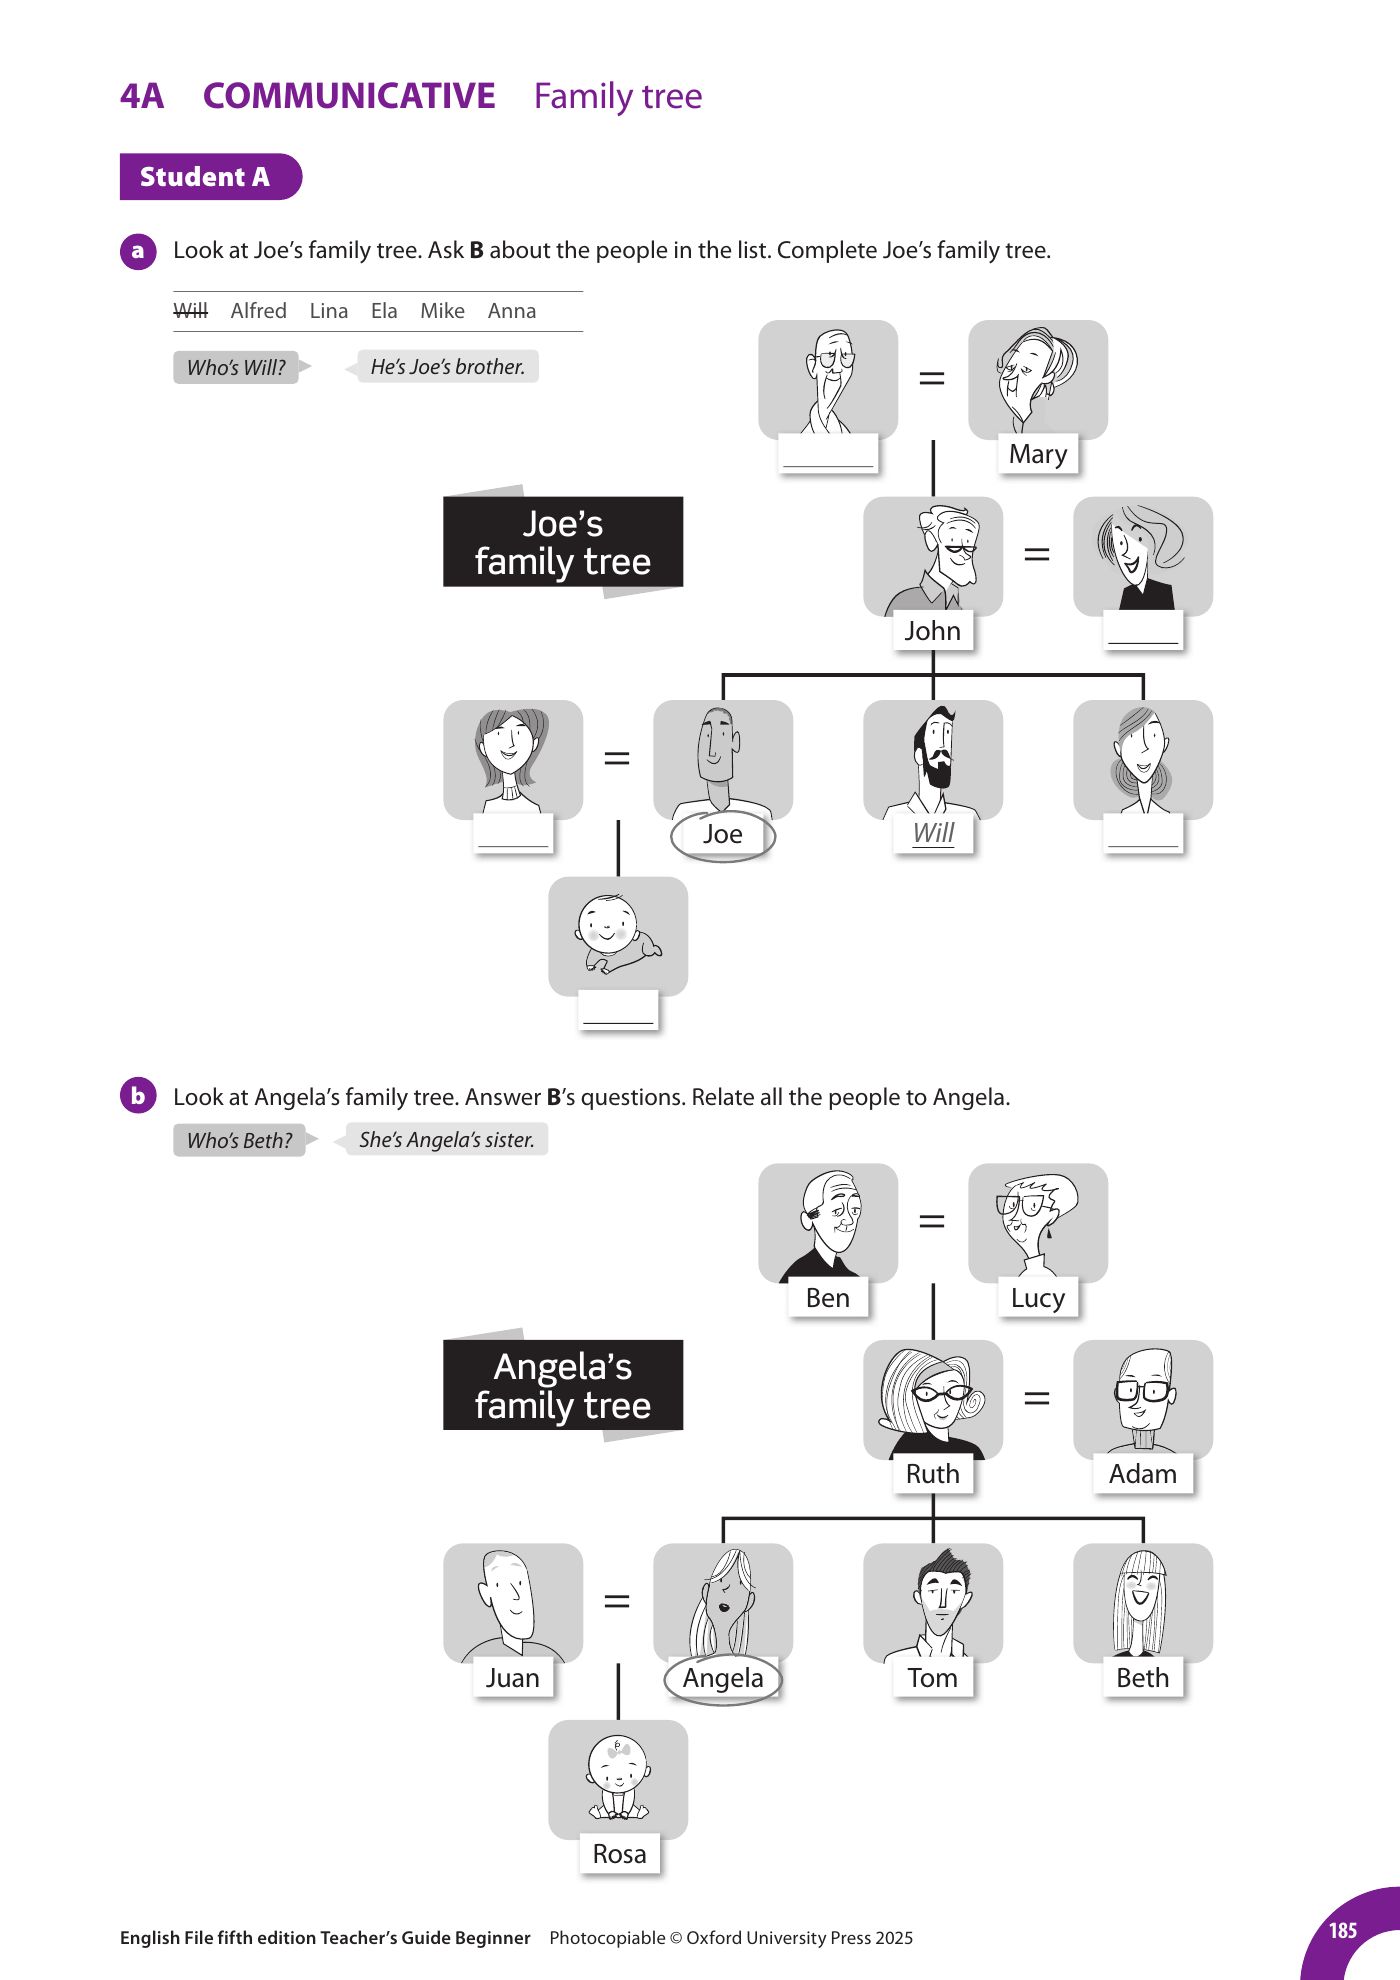 4A COMMUNICATIVE Family tree
Student A
a Look at Joe’s family tree. Ask B about the people in the list. Complete Joe’s family tree.
Will Alfred Lina Ela Mike Anna
Who’s Will? He’s Joe’s brother.
Mary
Joe’s
family tree
John
Joe Will
b Look at Angela’s family tree. Answer B’s questions. Relate all the people to Angela.
Who’s Beth? She’s Angela’s sister.
Ben Lucy
Angela’s
family tree
Ruth Adam
Juan Angela Tom Beth
Rosa
English File fifth edition Teacher’s Guide Beginner Photocopiable © Oxford University Press 2025
185